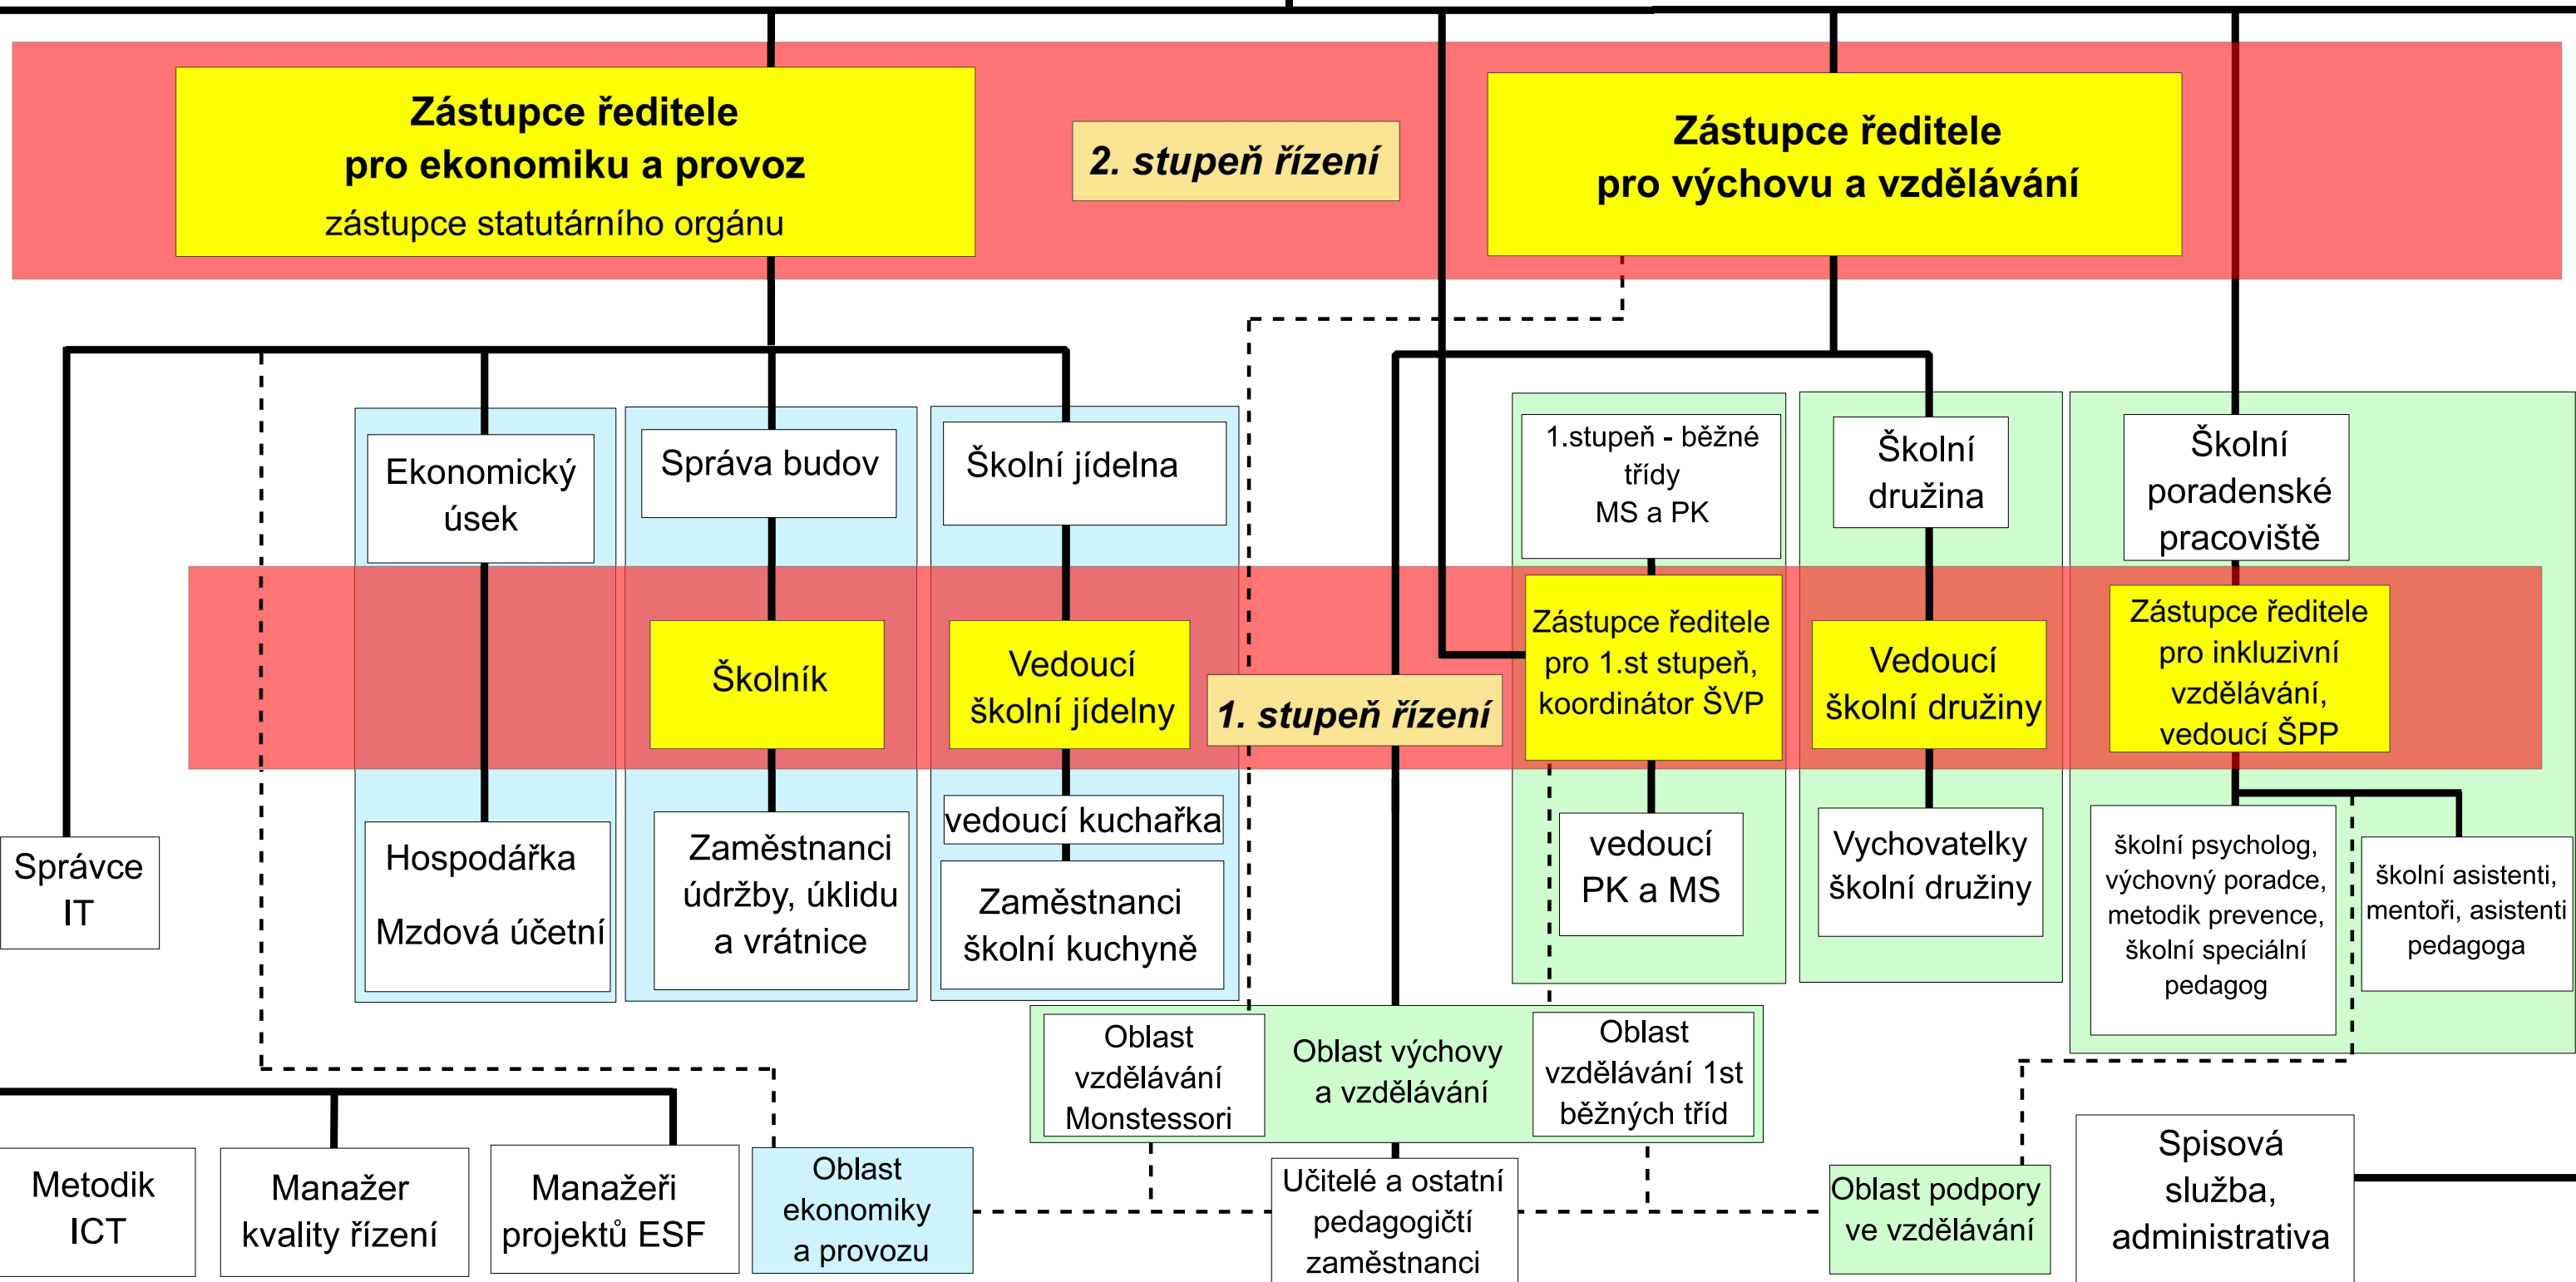 Zástupce ředitele
pro ekonomiku a provoz
zástupce statutárního orgánu
2. stupeň řízení
Zástupce ředitele
pro výchovu a vzdělávání
Ekonomický
úsek
Správa budov
Školní jídelna
1.stupeň - běžné
třídy
MS a PK
Školní
družina
Školní
poradenské
pracoviště
Školník
Vedoucí
školní jídelny
1. stupeň řízení
Zástupce ředitele
pro 1.st stupeň,
koordinátor ŠVP
Vedoucí
školní družiny
Zástupce ředitele
pro inkluzivní
vzdělávání,
vedoucí ŠPP
Správce
IT
Hospodářka
Mzdová účetní
Zaměstnanci
údržby, úklidu
a vrátnice
vedoucí kuchařka
Zaměstnanci
školní kuchyně
vedoucí
PK a MS
Vychovatelky
školní družiny
školní psycholog,
výchovný poradce,
metodik prevence,
školní speciální
pedagog
školní asistenti,
mentoři, asistenti
pedagoga
Oblast
vzdělávání
Monstessori
Oblast výchovy
a vzdělávání
Oblast
vzdělávání 1st
běžných tříd
Metodik
ICT
Manažer
kvality řízení
Manažeři
projektů ESF
Oblast
ekonomiky
a provozu
Učitelé a ostatní
pedagogičtí
zaměstnanci
Oblast podpory
ve vzdělávání
Spisová
služba,
administrativa